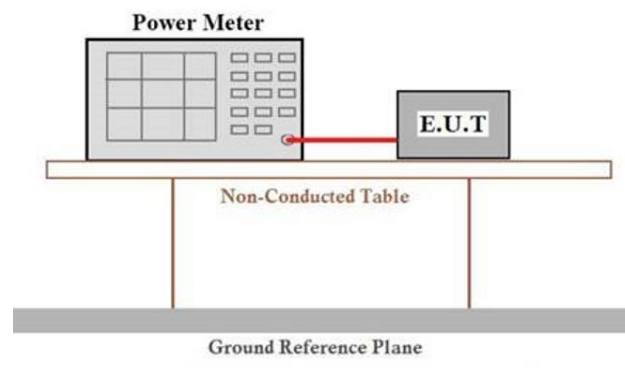 Power Meter
E.U.T
Non-Conducted Table
Ground Reference Plane